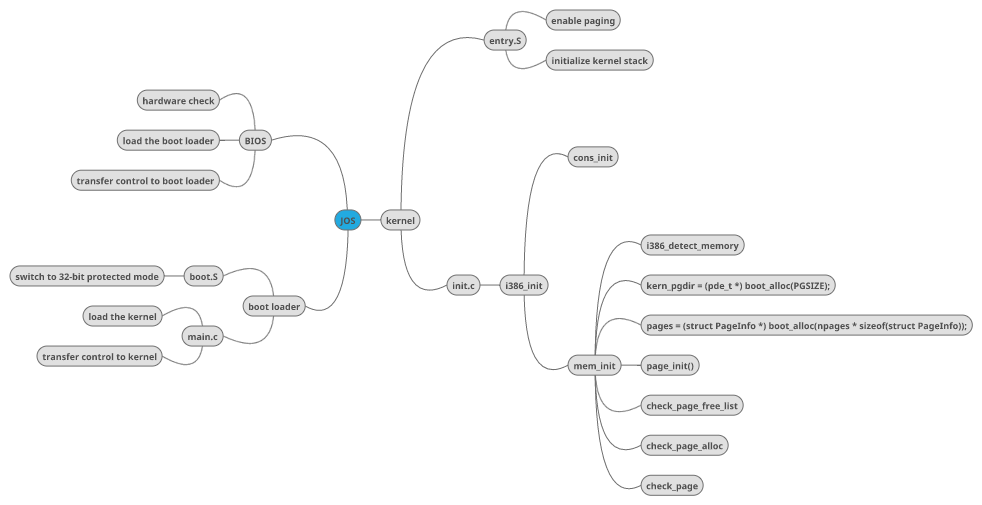 enable paging
entry.S
initialize kernel stack
hardware check
load the boot loader
BIOS
transfer control to boot loader
cons_init
JOS
kernel
i386_detect_memory
switch to 32-bit protected mode
boot.S
init.c
i386_init
kern_pgdir = (pde_t *) boot_alloc(PGSIZE);
boot loader
load the kernel
pages = (struct PageInfo *) boot_alloc(npages * sizeof(struct PageInfo));
main.c
transfer control to kernel
mem_init
page_init()
check_page_free_list
check_page_alloc
check_page